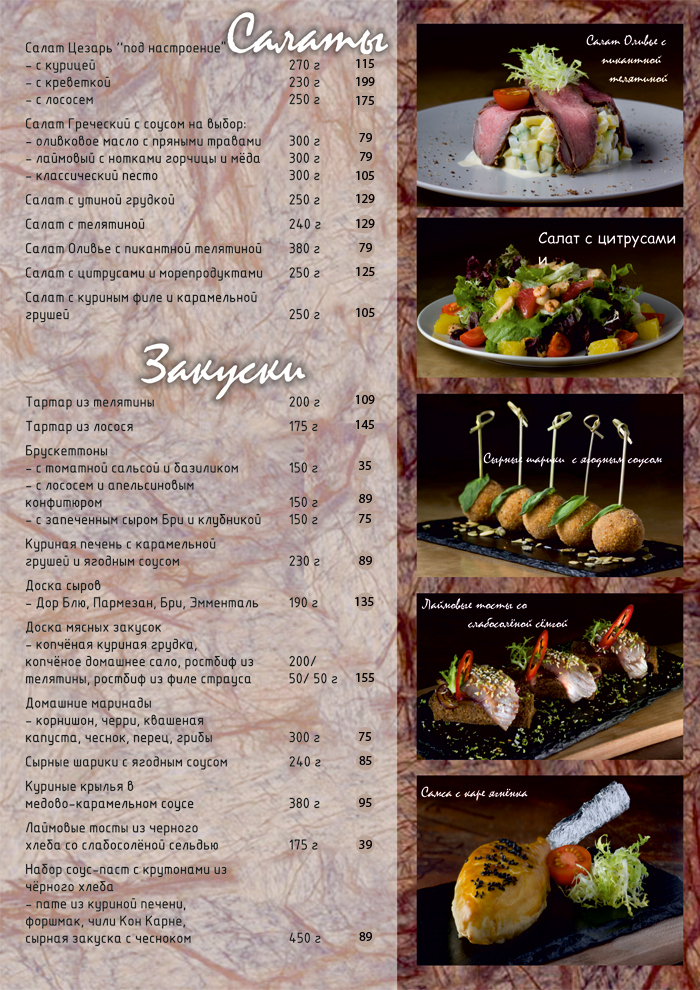 Салаты
Салат Цезарь "под настроение"
- с курицей 270 г 115
- с креветкой 230 г 199
- с лососем 250 г 175
Салат Греческий с соусом на выбор:
- оливковое масло с пряными травами 300 г 79
- лаймовый с нотками горчицы и мёда 300 г 79
- классический песто 300 г 105
Салат с утиной грудкой 250 г 129
Салат с телятиной 240 г 129
Салат Оливье с пикантной телятиной 380 г 79
Салат с цитрусами и морепродуктами 250 г 125
Салат с куриным филе и карамельной
грушей 250 г 105
Закуски
Тартар из телятины 200 г 109
Тартар из лосося 175 г 145
Брускеттоны
- с томатной сальсой и базиликом 150 г 35
- с лососем и апельсиновым
конфитюром 150 г 89
- с запеченным сыром Бри и клубникой 150 г 75
Куриная печень с карамельной
грушей и ягодным соусом 230 г 89
Доска сыров
- Дор Блю, Пармезан, Бри, Эмменталь 190 г 135
Доска мясных закусок
- копчёная куриная грудка,
копчёное домашнее сало, ростбиф из 200/
телятины, ростбиф из филе страуса 50/ 50 г 155
Домашние маринады
- корнишон, черри, квашеная
капуста, чеснок, перец, грибы 300 г 75
Сырные шарики с ягодным соусом 240 г 85
Куриные крылья в
медово-карамельном соусе 380 г 95
Лаймовые тосты из черного
хлеба со слабосолёной сельдью 175 г 39
Набор соус-паст с крутонами из
чёрного хлеба
- пате из куриной печени,
форшмак, чили Кон Карне,
сырная закуска с чесноком 450 г 89
Салат Оливье с
пикантной
телятиной
Салат с цитрусами
и
Сырные шарики с ягодным соусом
Лаймовые тосты со
слабосолёной сёмгой
Самса с каре ягнёнка